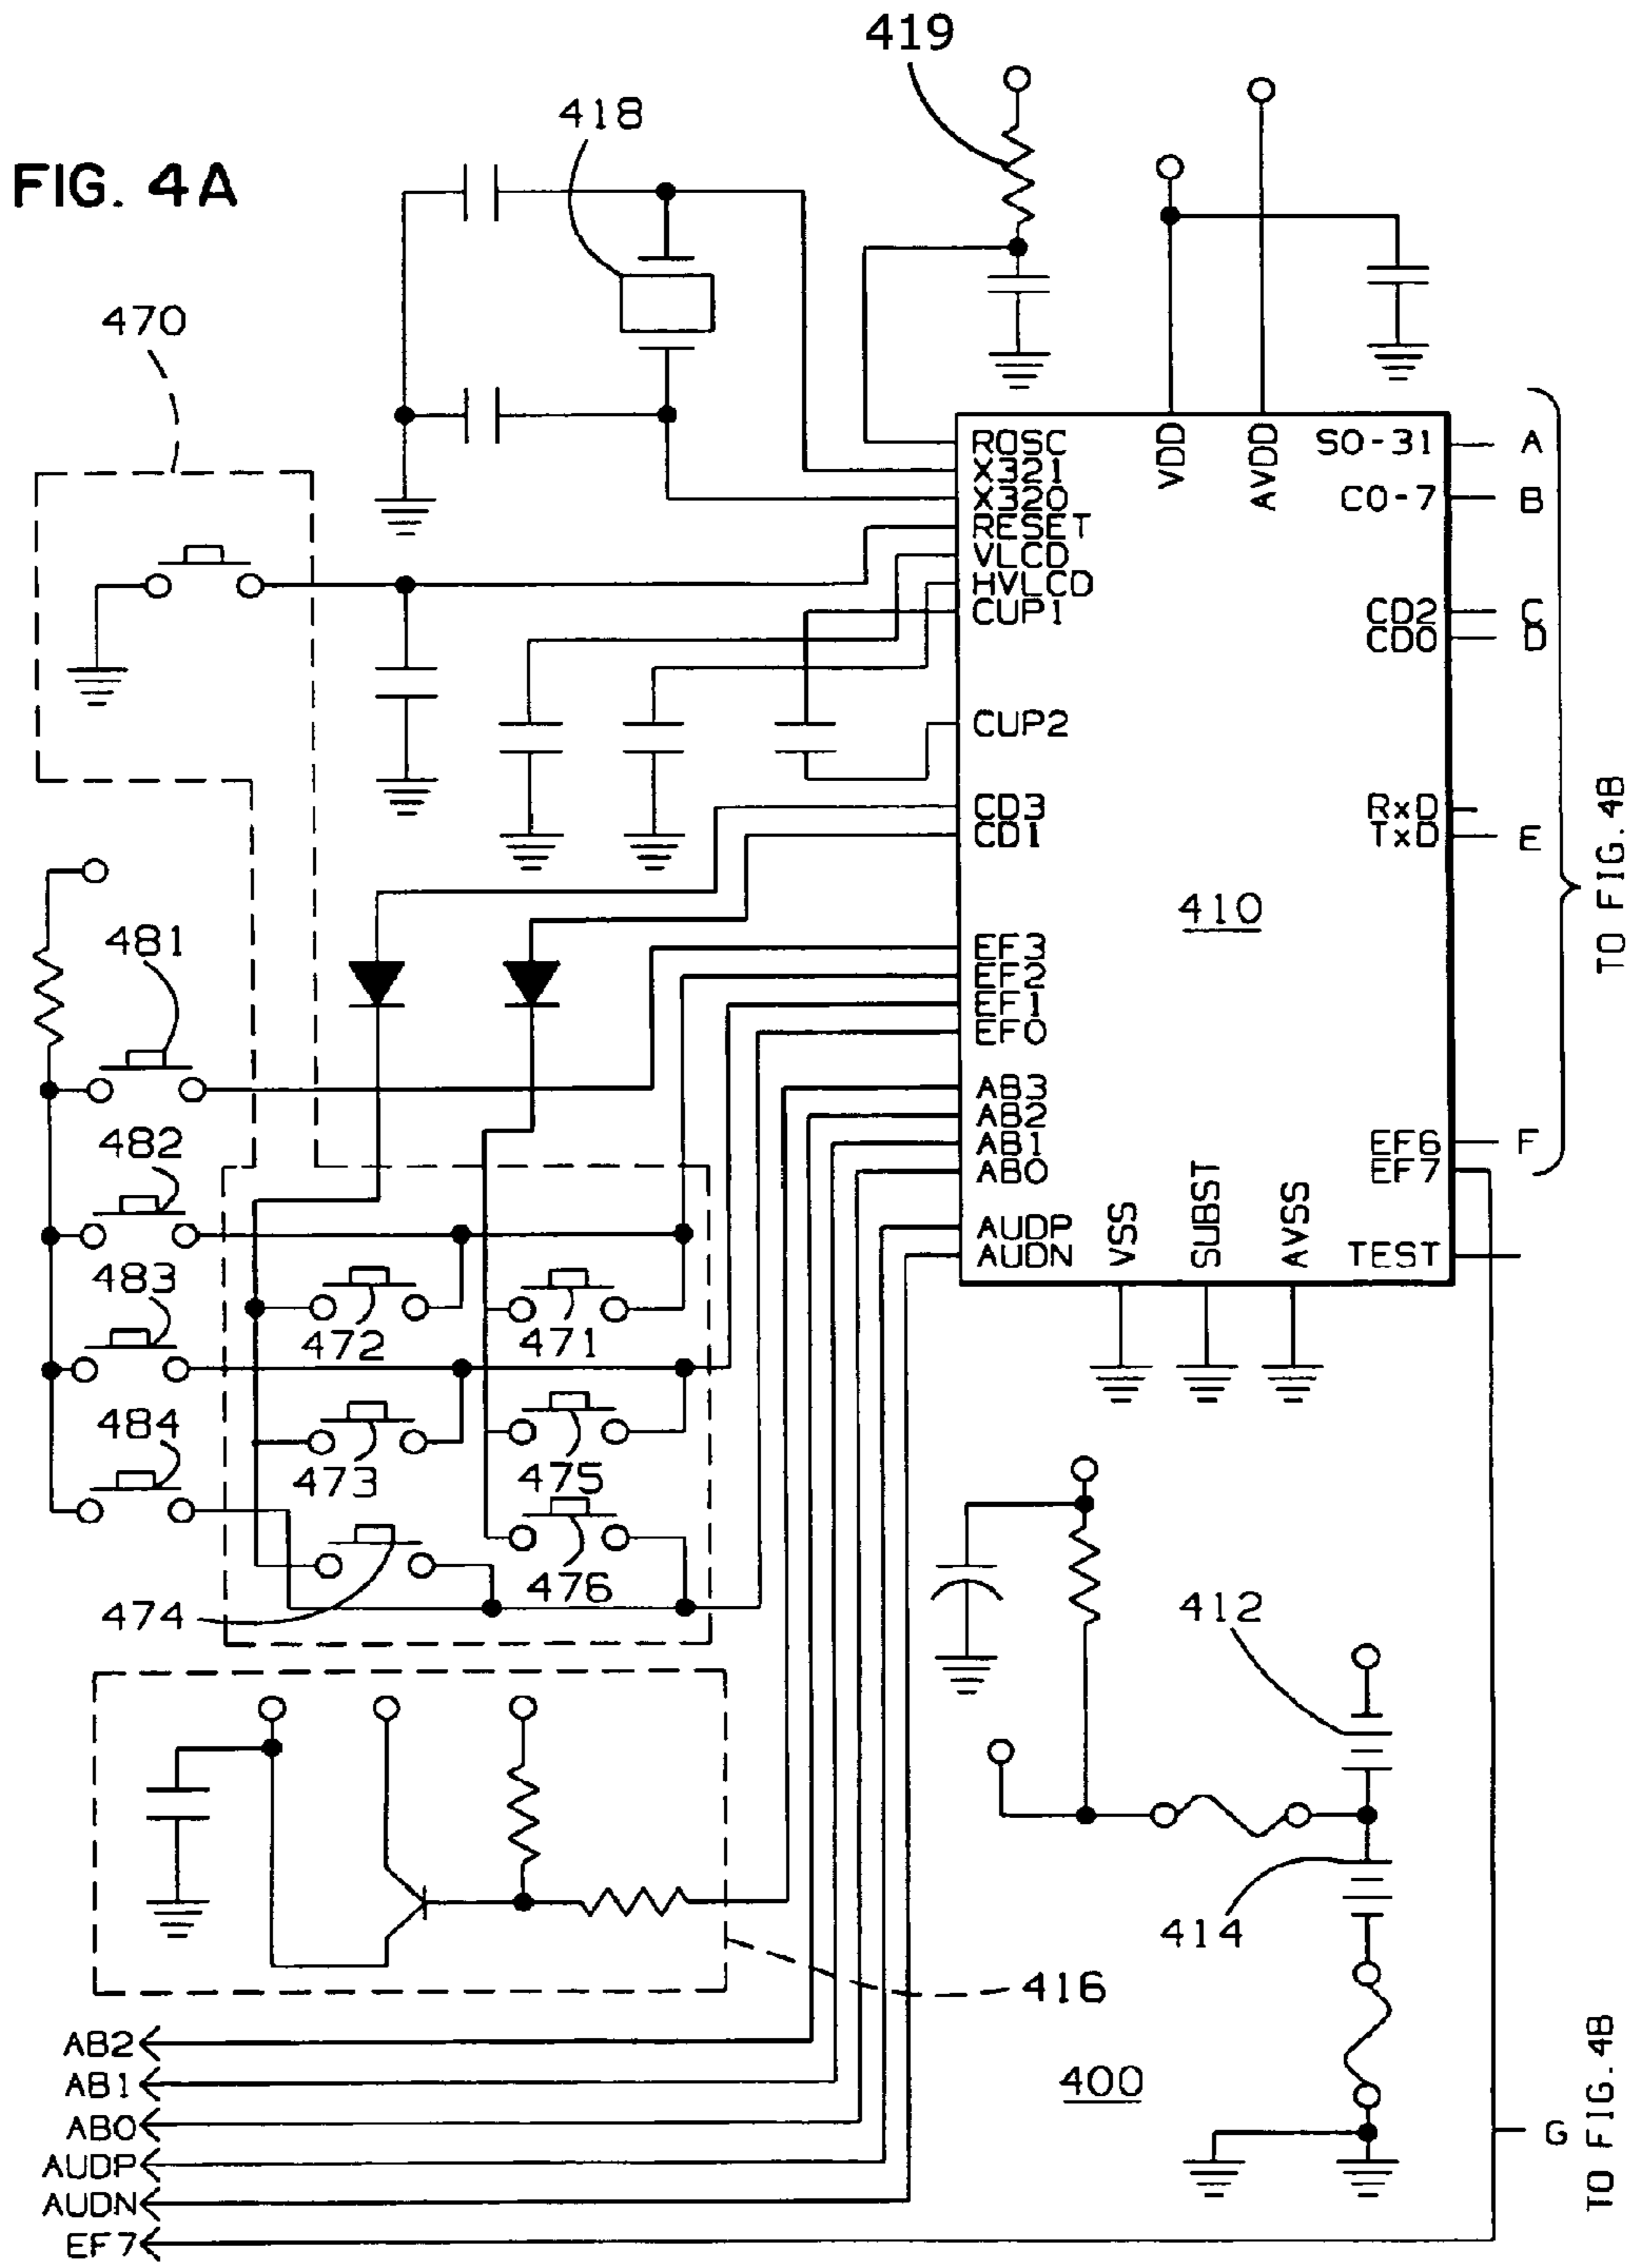 FIG. 4A
419
418
470
ROSC
X321
X320
RESET
VLCD
HVLCD
CUP1
CUP2
CD3
CD1
EF3
EF2
EF1
EF0
AB3
AB2
AB1
AB0
AUDP
AUDN
VDD
AVDD
SO-31
CO-7
CD2
CD0
RxD
TxD
EF6
EF7
TEST
VSS
SUBST
AVSS
410
A
B
C
D
E
F
TO FIG. 4B
481
482
483
484
472
471
473
475
474
476
412
414
416
400
AB2
AB1
AB0
AUDP
AUDN
EF7
G
TO FIG. 4B